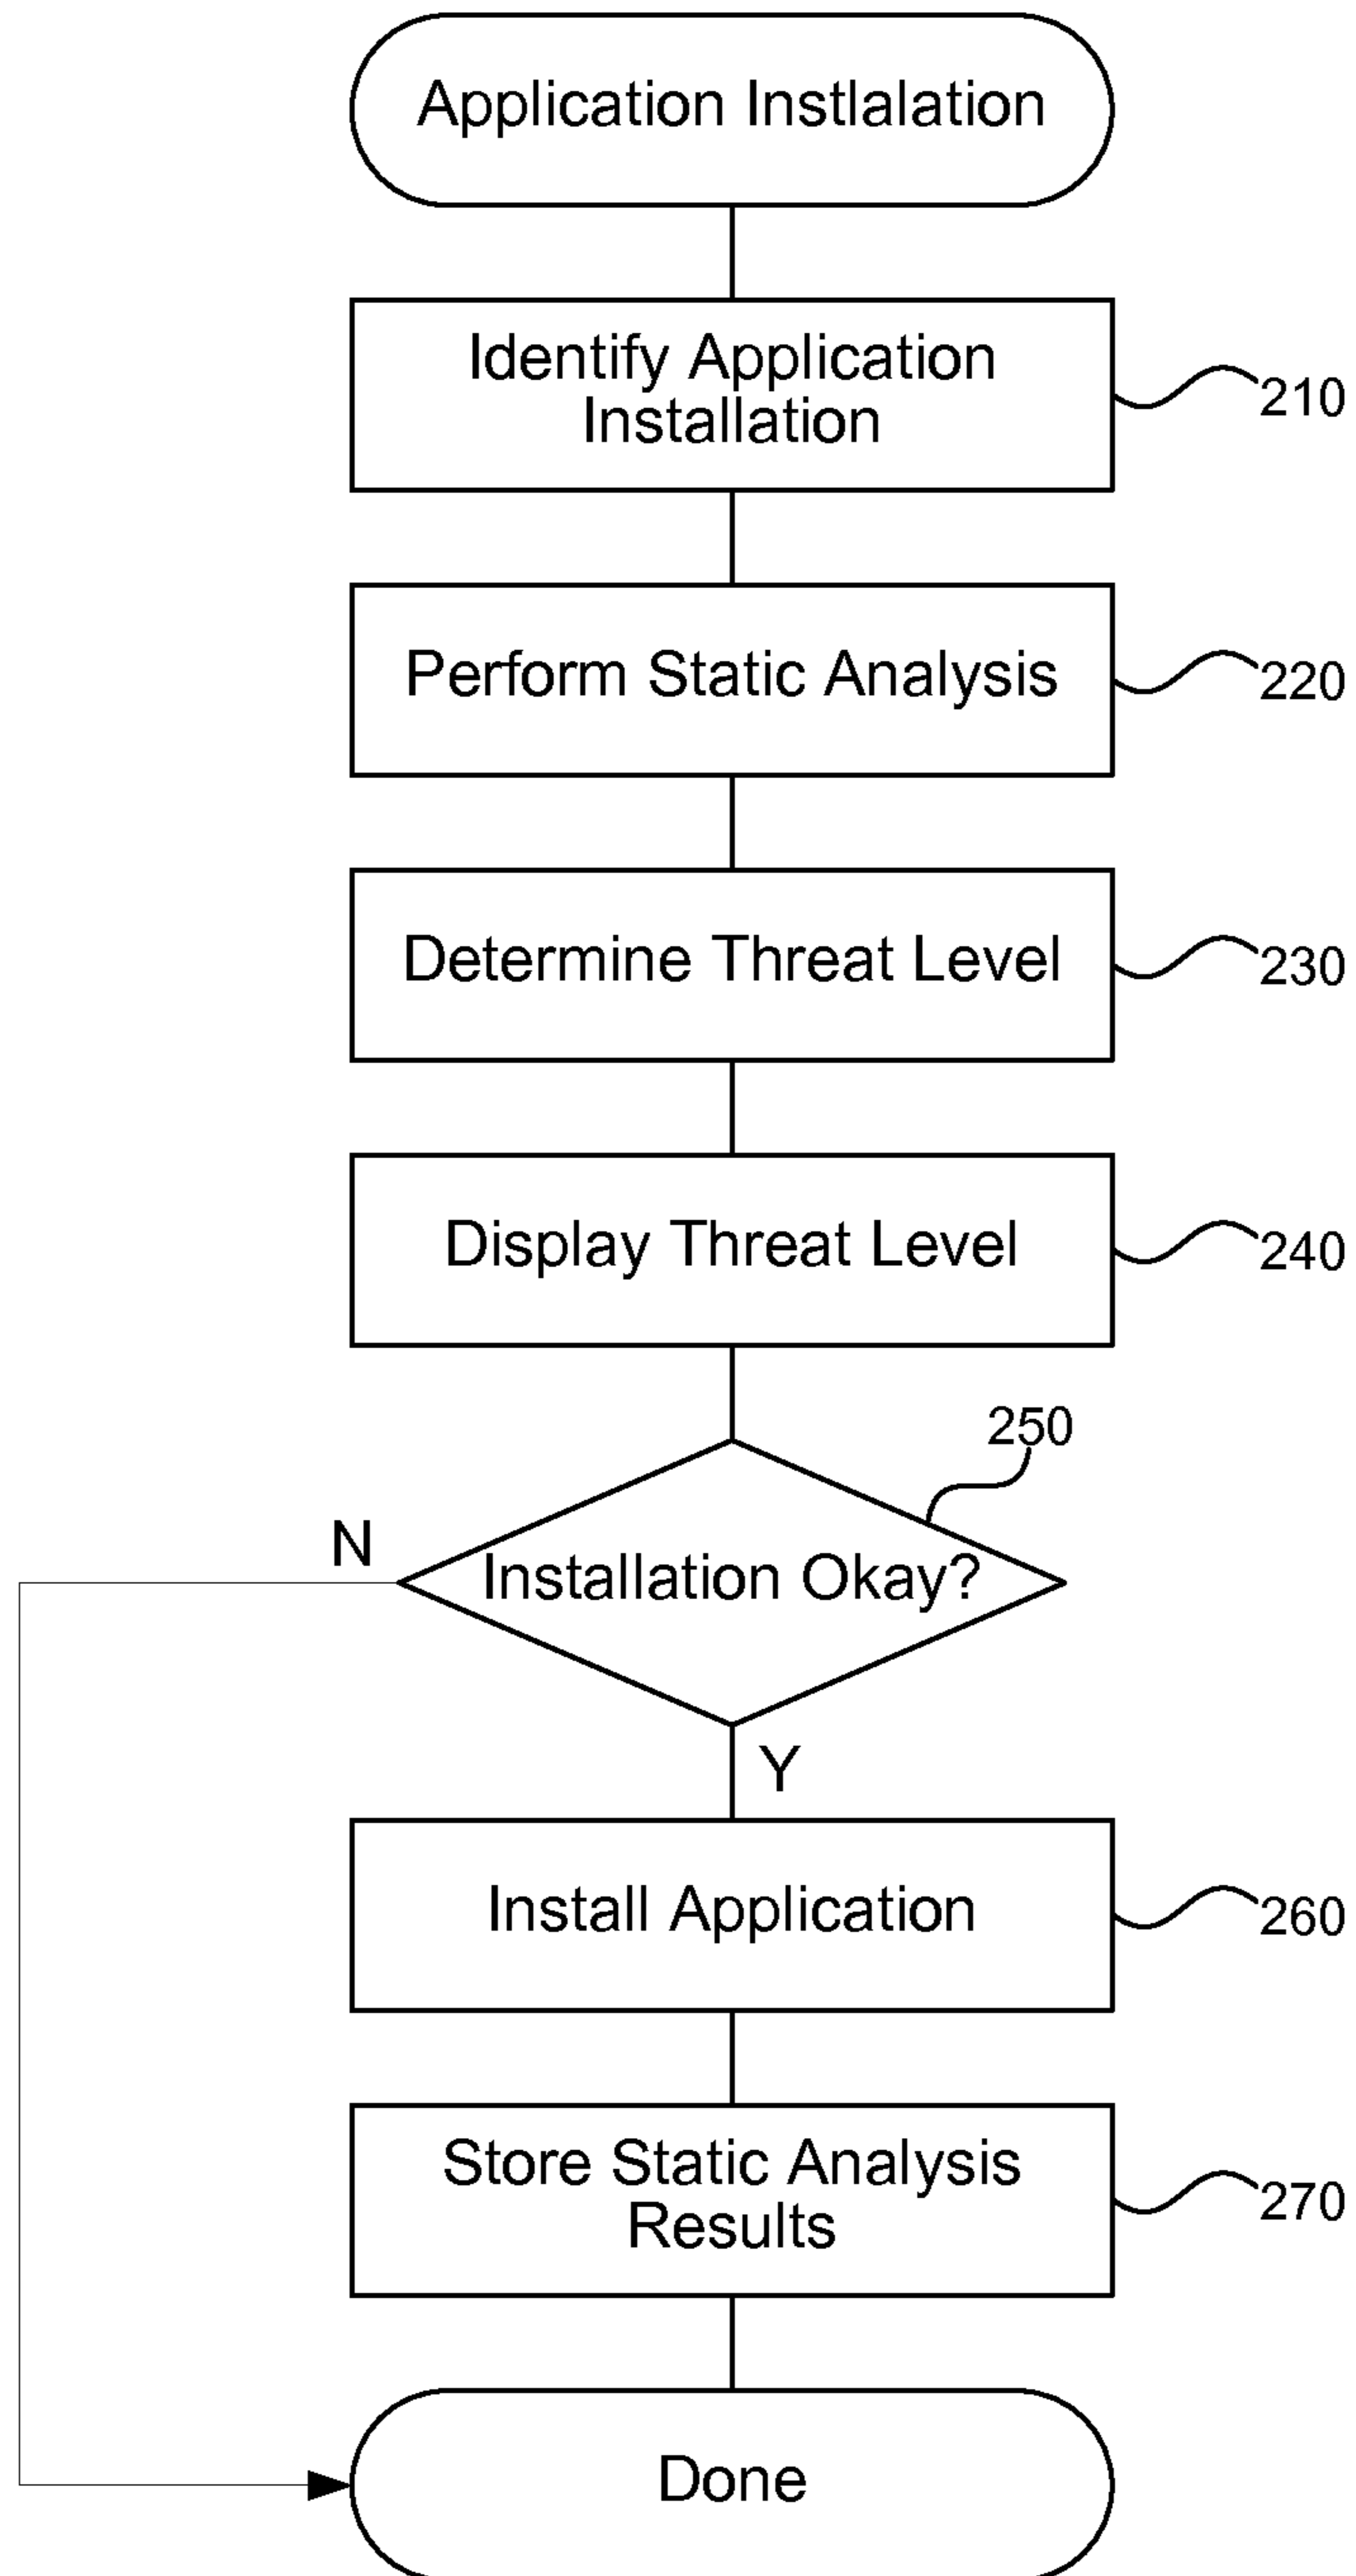 Application Instlalation
Identify Application
Installation
210
Perform Static Analysis
220
Determine Threat Level
230
Display Threat Level
240
250
N
Installation Okay?
Y
Install Application
260
Store Static Analysis
Results
270
Done